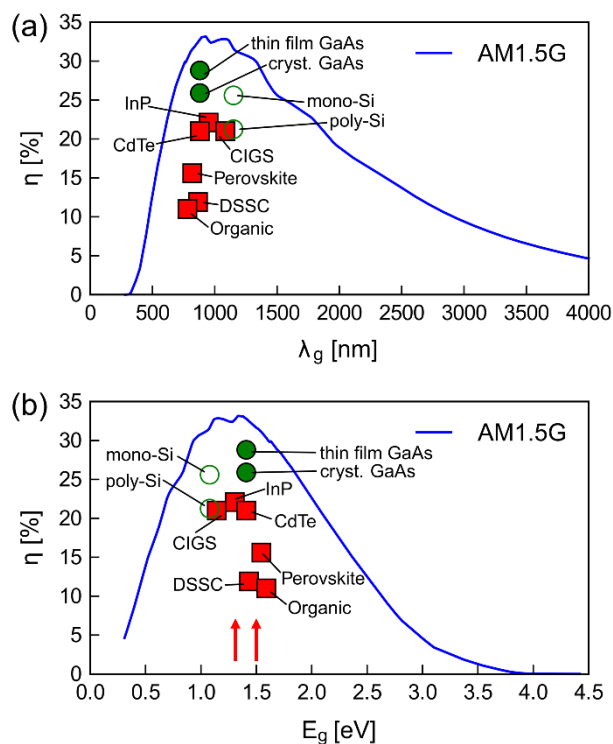 (a)
35
30
25
20
15
10
5
0
η [%]
thin film GaAs
AM1.5G
cryst. GaAs
InP
mono-Si
poly-Si
CdTe
CIGS
Perovskite
DSSC
Organic
0 500 1000 1500 2000 2500 3000 3500 4000
λg [nm]
(b)
35
30
25
20
15
10
5
0
η [%]
AM1.5G
mono-Si
thin film GaAs
poly-Si
cryst. GaAs
InP
CdTe
CIGS
Perovskite
DSSC
Organic
0.0 0.5 1.0 1.5 2.0 2.5 3.0 3.5 4.0 4.5
Eg [eV]